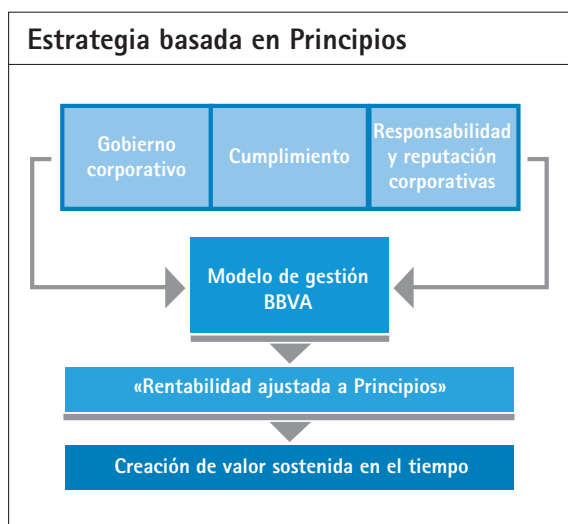 Estrategia basada en Principios
Gobierno
corporativo
Cumplimiento
Responsabilidad
y reputación
corporativas
Modelo de gestión
BBVA
«Rentabilidad ajustada a Principios»
Creación de valor sostenida en el tiempo